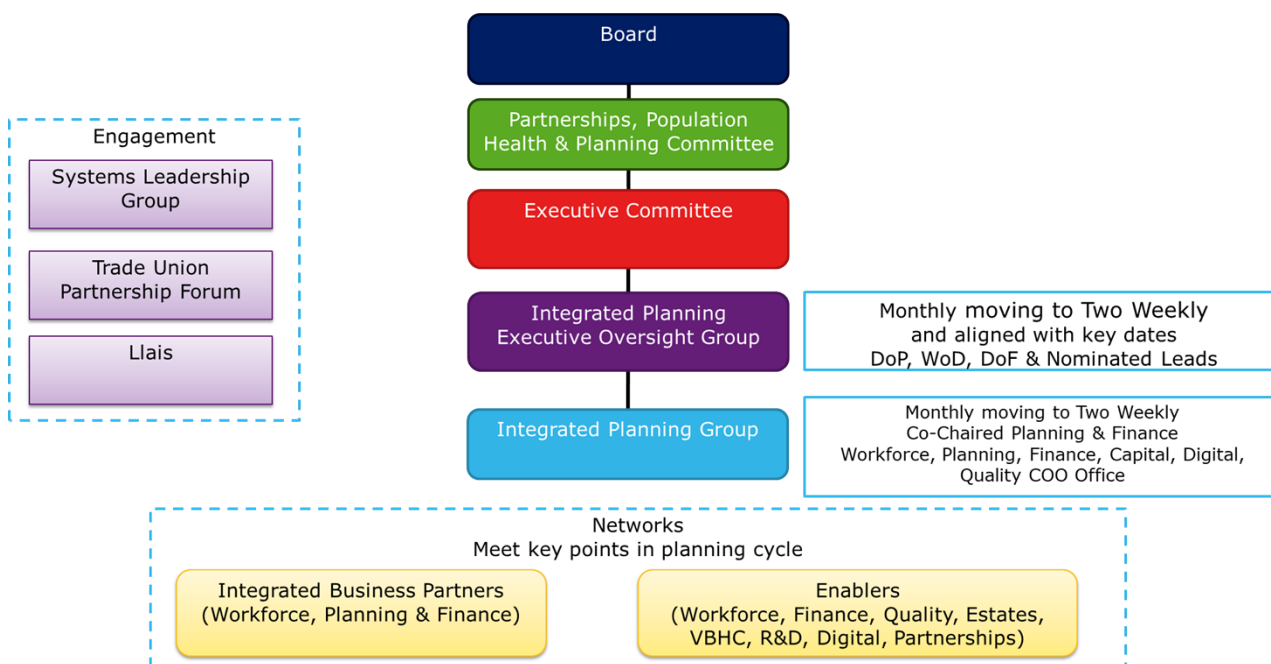 Board
Partnerships, Population
Health & Planning Committee
Engagement
Systems Leadership
Group
Trade Union
Partnership Forum
Llais
Executive Committee
Integrated Planning
Executive Oversight Group
Monthly moving to Two Weekly
and aligned with key dates
DoP, WoD, DoF & Nominated Leads
Integrated Planning Group
Monthly moving to Two Weekly
Co-Chaired Planning & Finance
Workforce, Planning, Finance, Capital, Digital,
Quality COO Office
Networks
Meet key points in planning cycle
Integrated Business Partners
(Workforce, Planning & Finance)
Enablers
(Workforce, Finance, Quality, Estates,
VBHC, R&D, Digital, Partnerships)